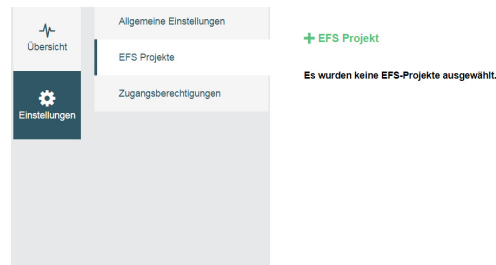 Übersicht
Einstellungen
Allgemeine Einstellungen
EFS Projekte
Zugangsberechtigungen
EFS Projekt
Es wurden keine EFS-Projekte ausgewählt.